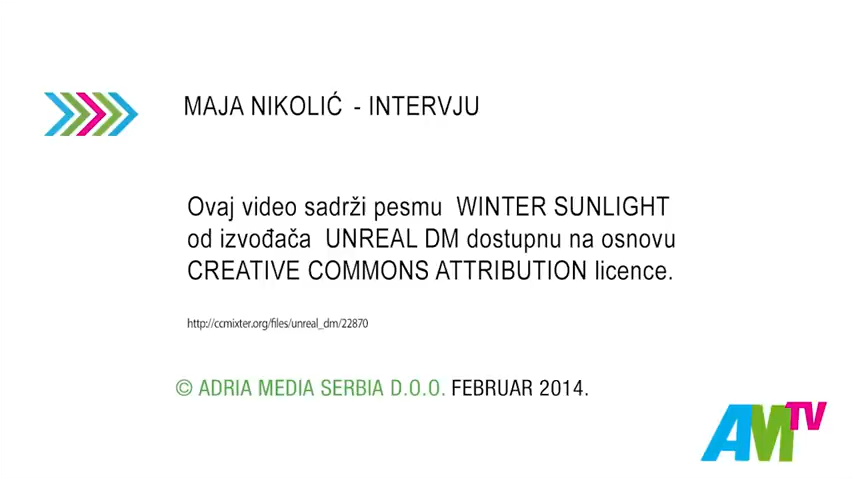 MAJA NIKOLIĆ - INTERVJU
Ovaj video sadrži pesmu WINTER SUNLIGHT
od izvođača UNREAL DM dostupnu na osnovu
CREATIVE COMMONS ATTRIBUTION licence.
http://ccmixter.org/files/unreal_dm/22870
© ADRIA MEDIA SERBIA D.O.O. FEBRUAR 2014.
AMTV